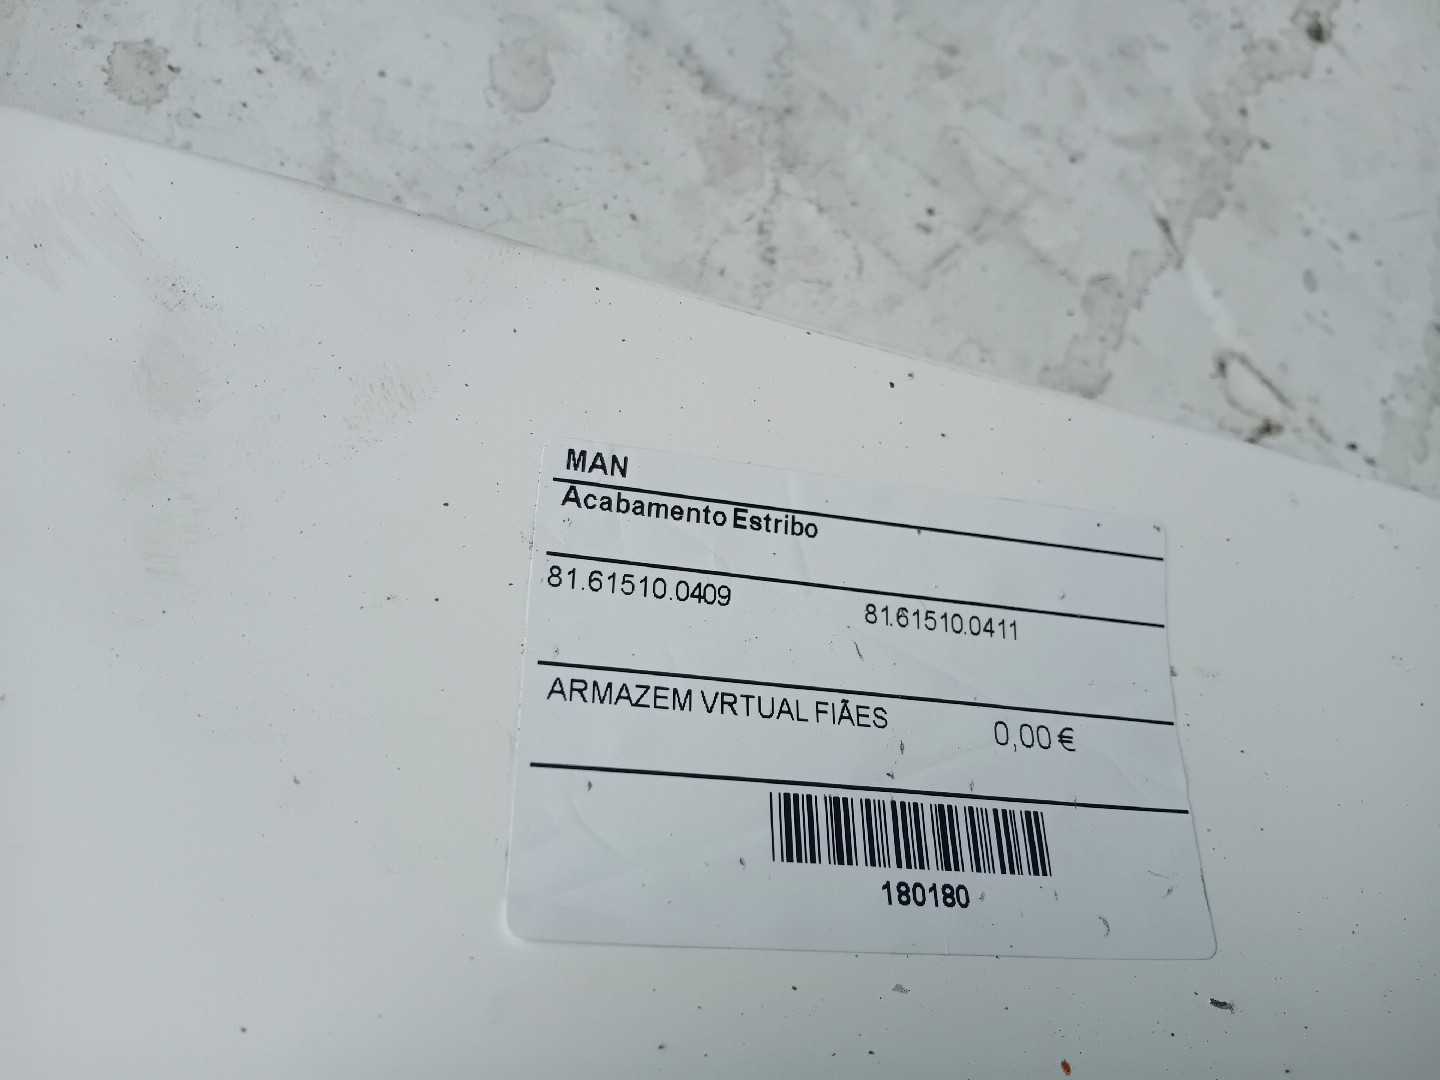 MAN
Acabamento Estribo
81.61510.0409 81.61510.0411
ARMAZEM VRTUAL FIÃES 0,00 €
180180